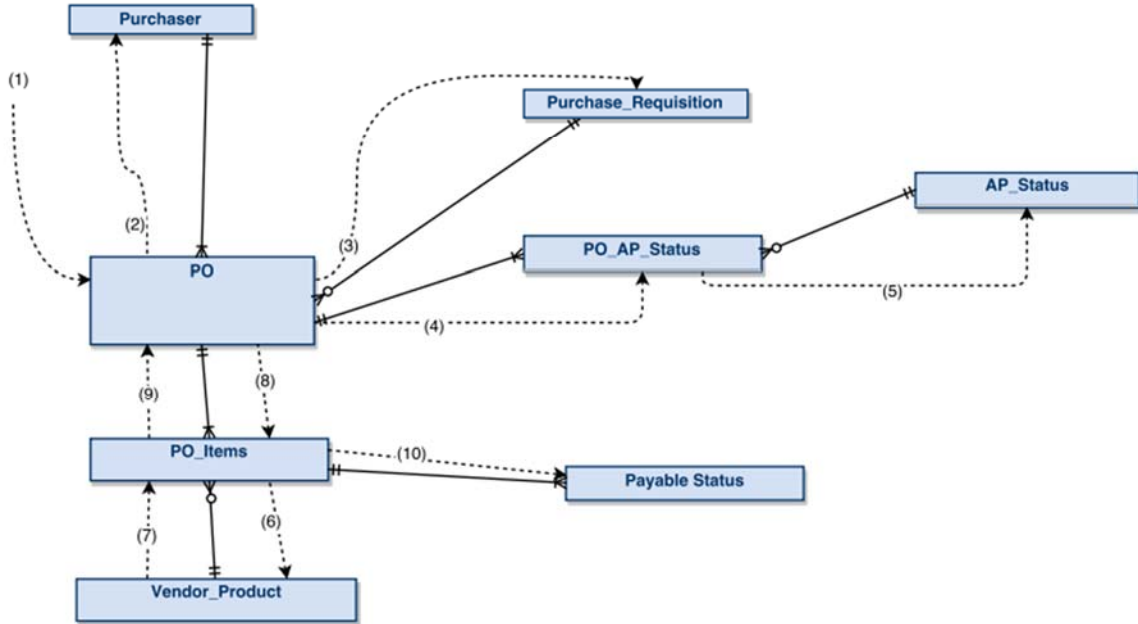 Purchaser
(1)
Purchase_Requisition
AP_Status
(2)
(3)
PO_AP_Status
PO
(5)
(4)
(9)
(8)
PO_Items
(10)
Payable Status
(7)
(6)
Vendor_Product